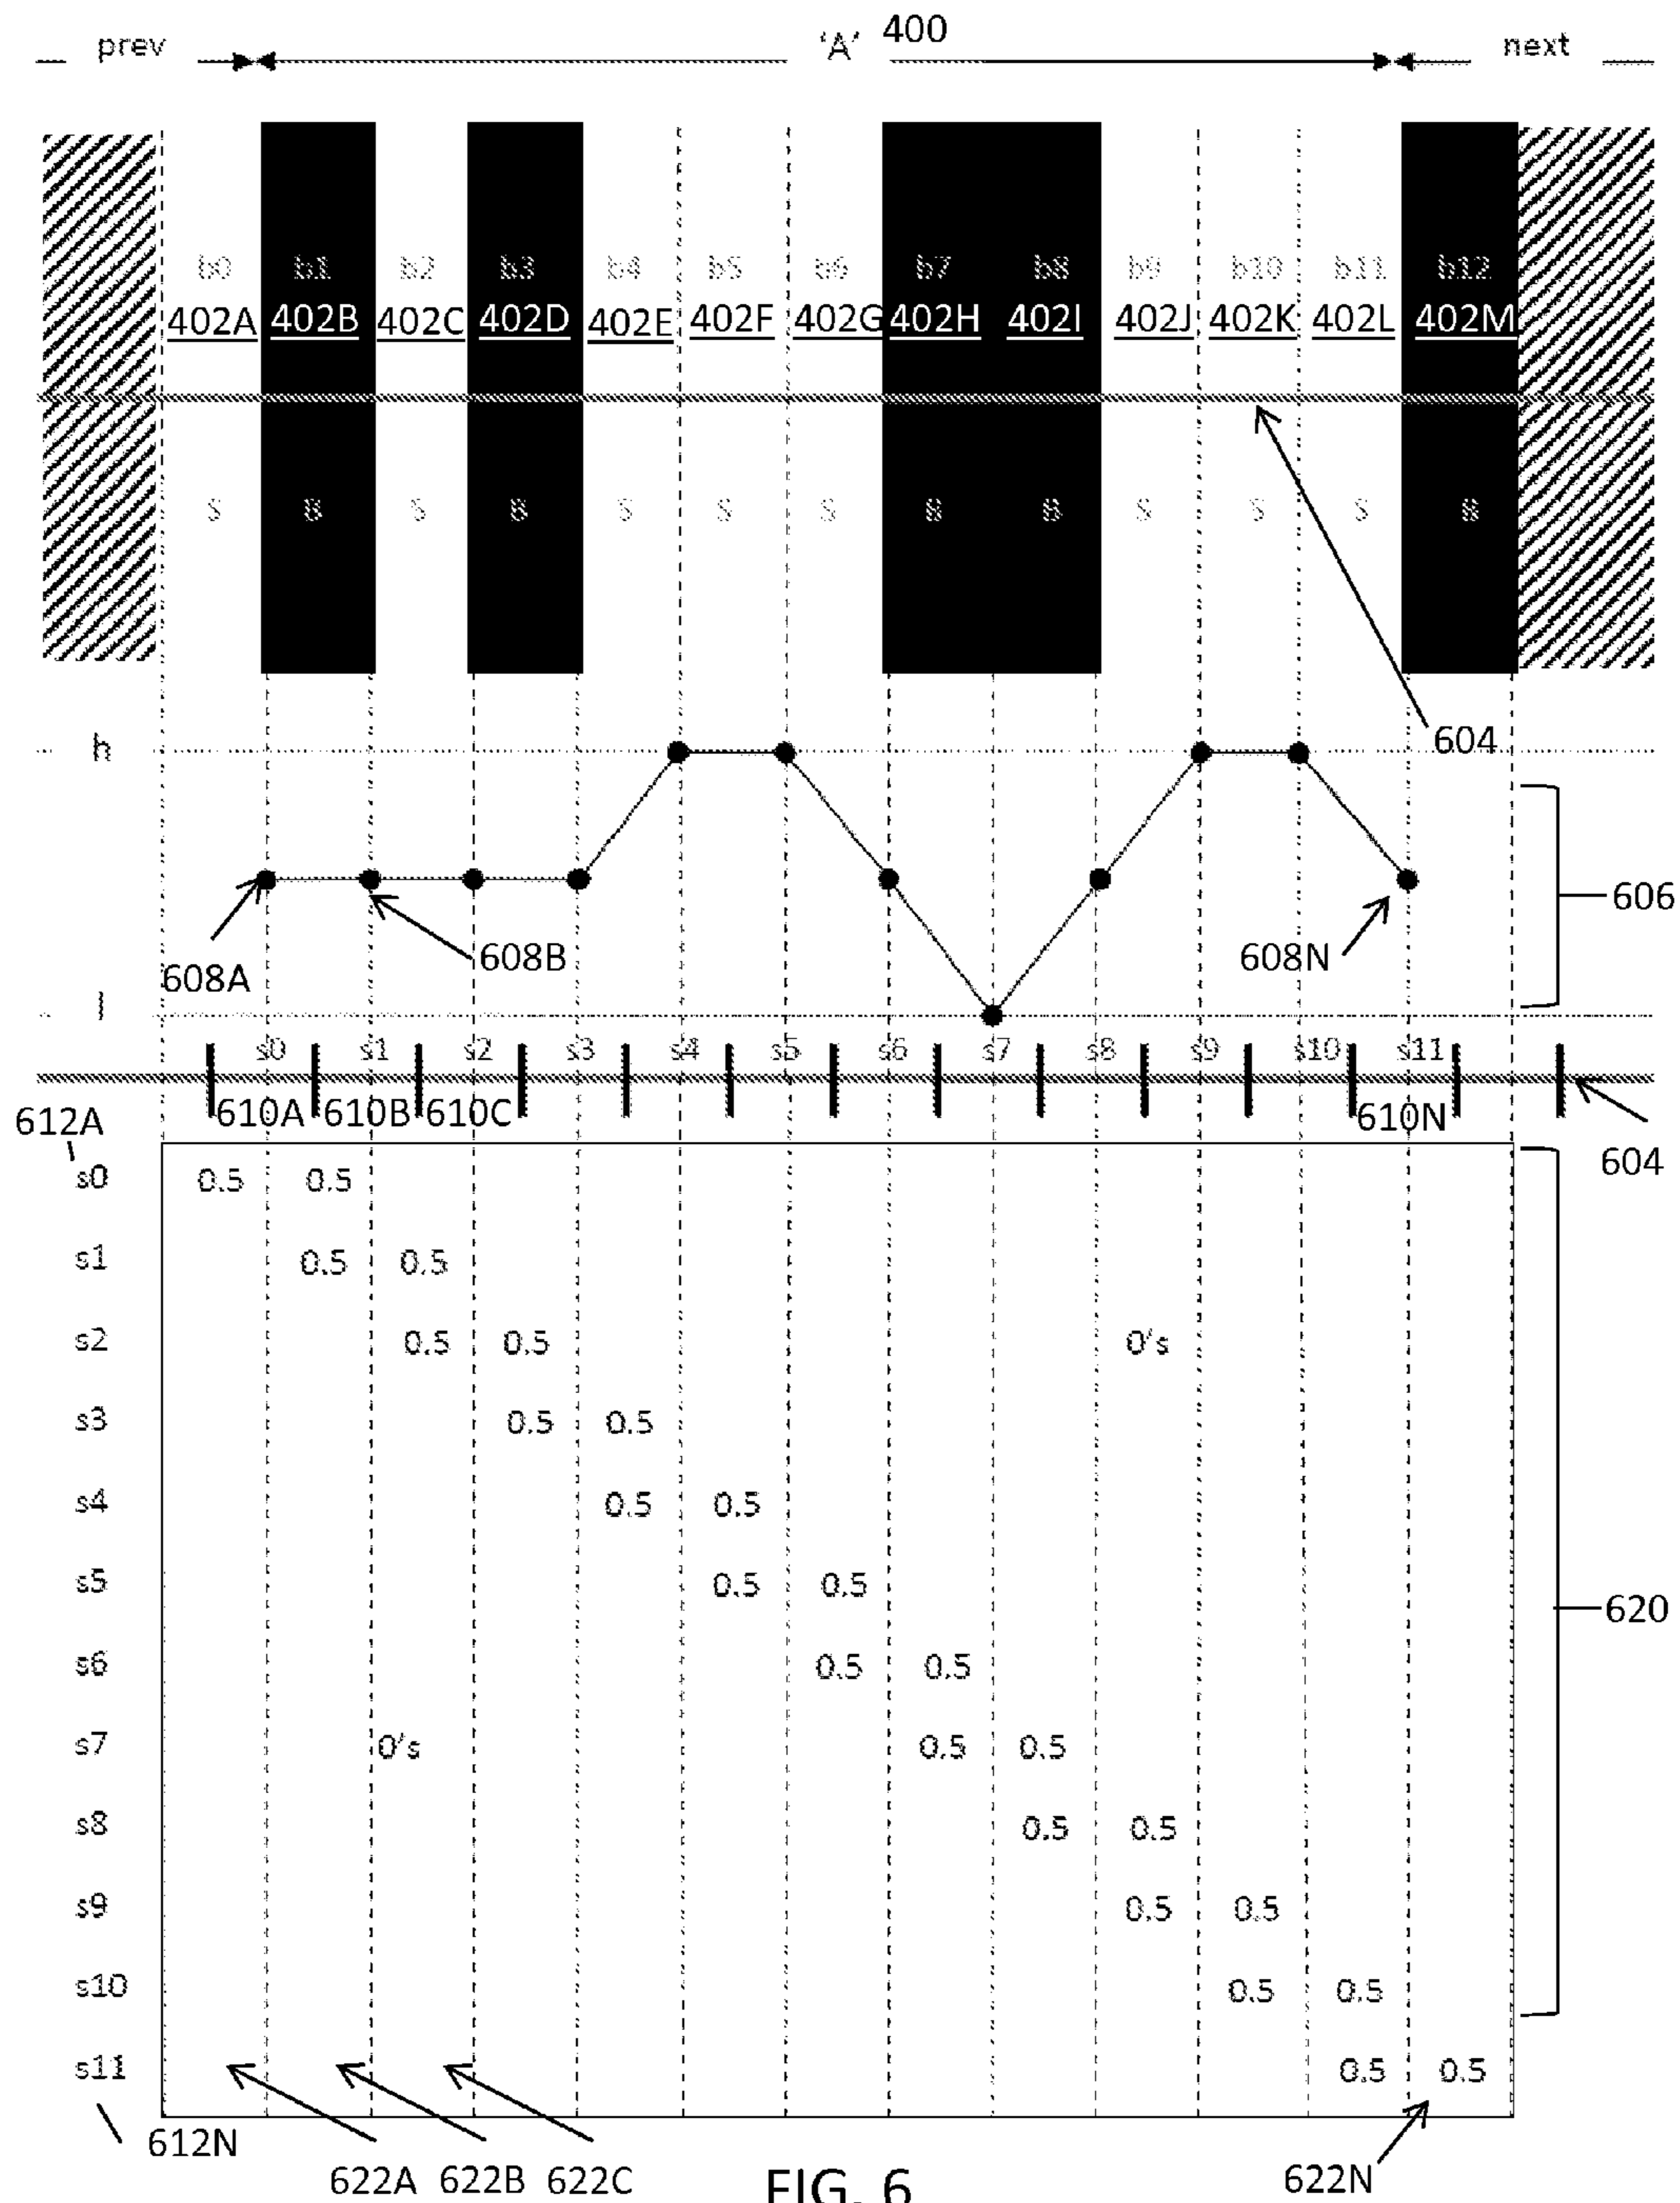 prev 'A' 400 next
b0 b1 b2 b3 b4 b5 b6 b7 b8 b9 b10 b11 b12
402A 402B 402C 402D 402E 402F 402G 402H 402I 402J 402K 402L 402M
S B S B S S S B B S S S B
h 604
606
608A 608B 608N
l
s0 s1 s2 s3 s4 s5 s6 s7 s8 s9 s10 s11
612A 610A 610B 610C 610N
604
s0 0.5 0.5
s1 0.5 0.5
s2 0.5 0.5 0's
s3 0.5 0.5
s4 0.5 0.5
s5 0.5 0.5
620
s6 0.5 0.5
s7 0's 0.5 0.5
s8 0.5 0.5
s9 0.5 0.5
s10 0.5 0.5
s11 0.5 0.5
612N
622A 622B 622C FIG. 6 622N